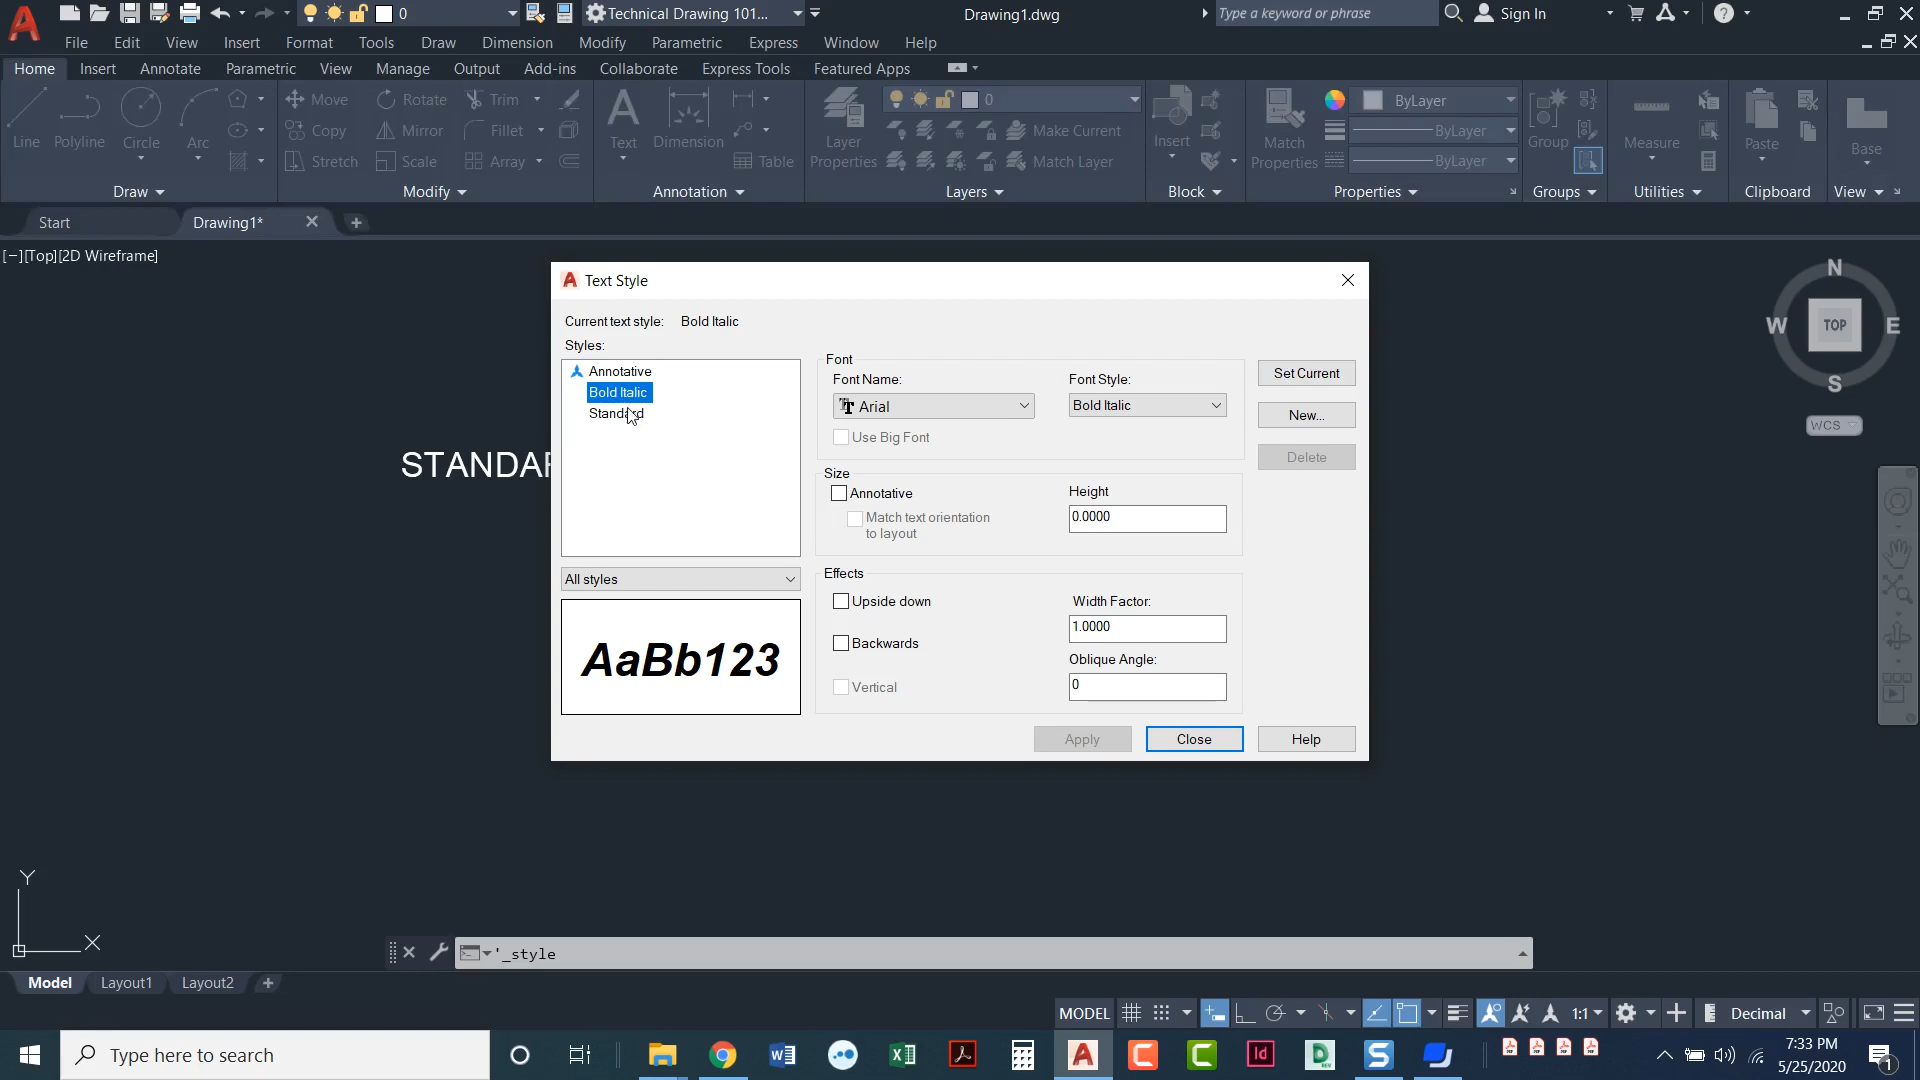 0
Technical Drawing 101...
Drawing1.dwg
Type a keyword or phrase
Sign In
File Edit View Insert Format Tools Draw Dimension Modify Parametric Express Window Help
Home Insert Annotate Parametric View Manage Output Add-ins Collaborate Express Tools Featured Apps
Line Polyline Circle Arc
Move Rotate Trim
Copy Mirror Fillet
Stretch Scale Array
Text Dimension Table
Layer Properties
0
Make Current
Match Layer
Insert
Match Properties
ByLayer
ByLayer
ByLayer
Group
Measure
Paste
Base
Draw Modify Annotation Layers Block Properties Groups Utilities Clipboard View
Start Drawing1*
[−][Top][2D Wireframe]
N
W TOP E
S
WCS
STANDAR
Text Style
Current text style: Bold Italic
Styles:
Annotative
Bold Italic
Standard
All styles
AaBb123
Font
Font Name: Font Style:
Arial Bold Italic
Use Big Font
Size
Annotative
Match text orientation
to layout
Height
0.0000
Effects
Upside down
Backwards
Vertical
Width Factor:
1.0000
Oblique Angle:
0
Set Current
New...
Delete
Apply Close Help
Y
X
'_style
Model Layout1 Layout2
MODEL 1:1 Decimal
Type here to search
7:33 PM
5/25/2020
1